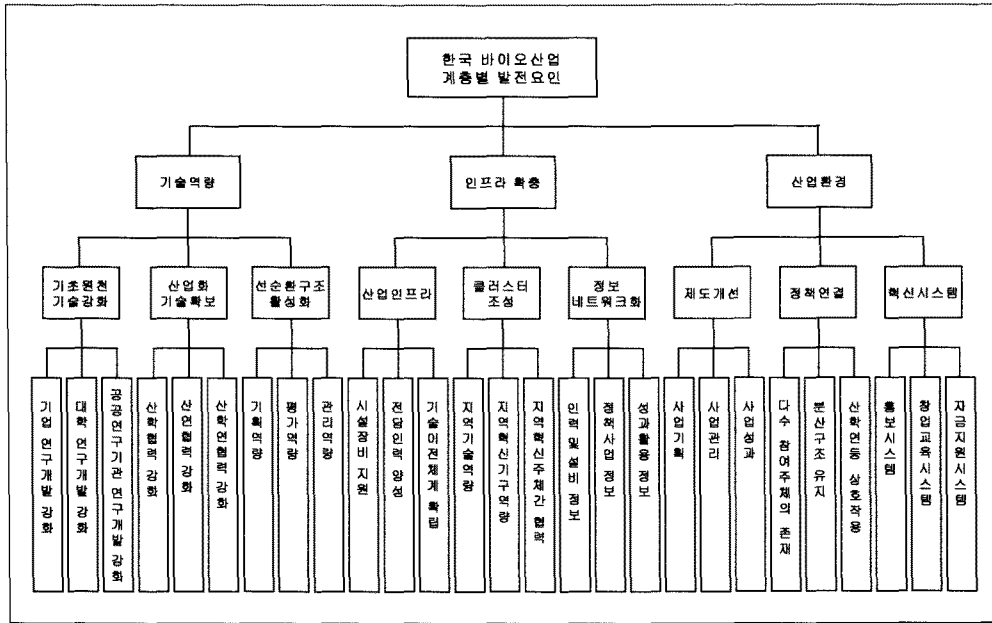 한국 바이오산업
계층별 발전요인
기술역량
인프라 확충
산업환경
기초원천
기술강화
산업화
기술확보
선순환구조
활성화
산업인프라
클러스터
조성
정보
네트워크화
제도개선
정책연결
혁신시스템
기업 연구개발 강화
대학 연구개발 강화
공공연구기관 연구개발 강화
산학협력 강화
산연협력 강화
산학연협력 강화
기획역량
평가역량
관리역량
시설장비 지원
전담인력 양성
기술이전체계 확립
지역기술역량
지역혁신기구역량
지역혁신주체간 협력
인력및설비 정보
정책사업 정보
성과활용 정보
사업기획
사업관리
사업성과
다수 참여주체의 존재
분산구조 유지
산학연등 상호작용
홍보시스템
창업교육시스템
자금지원시스템